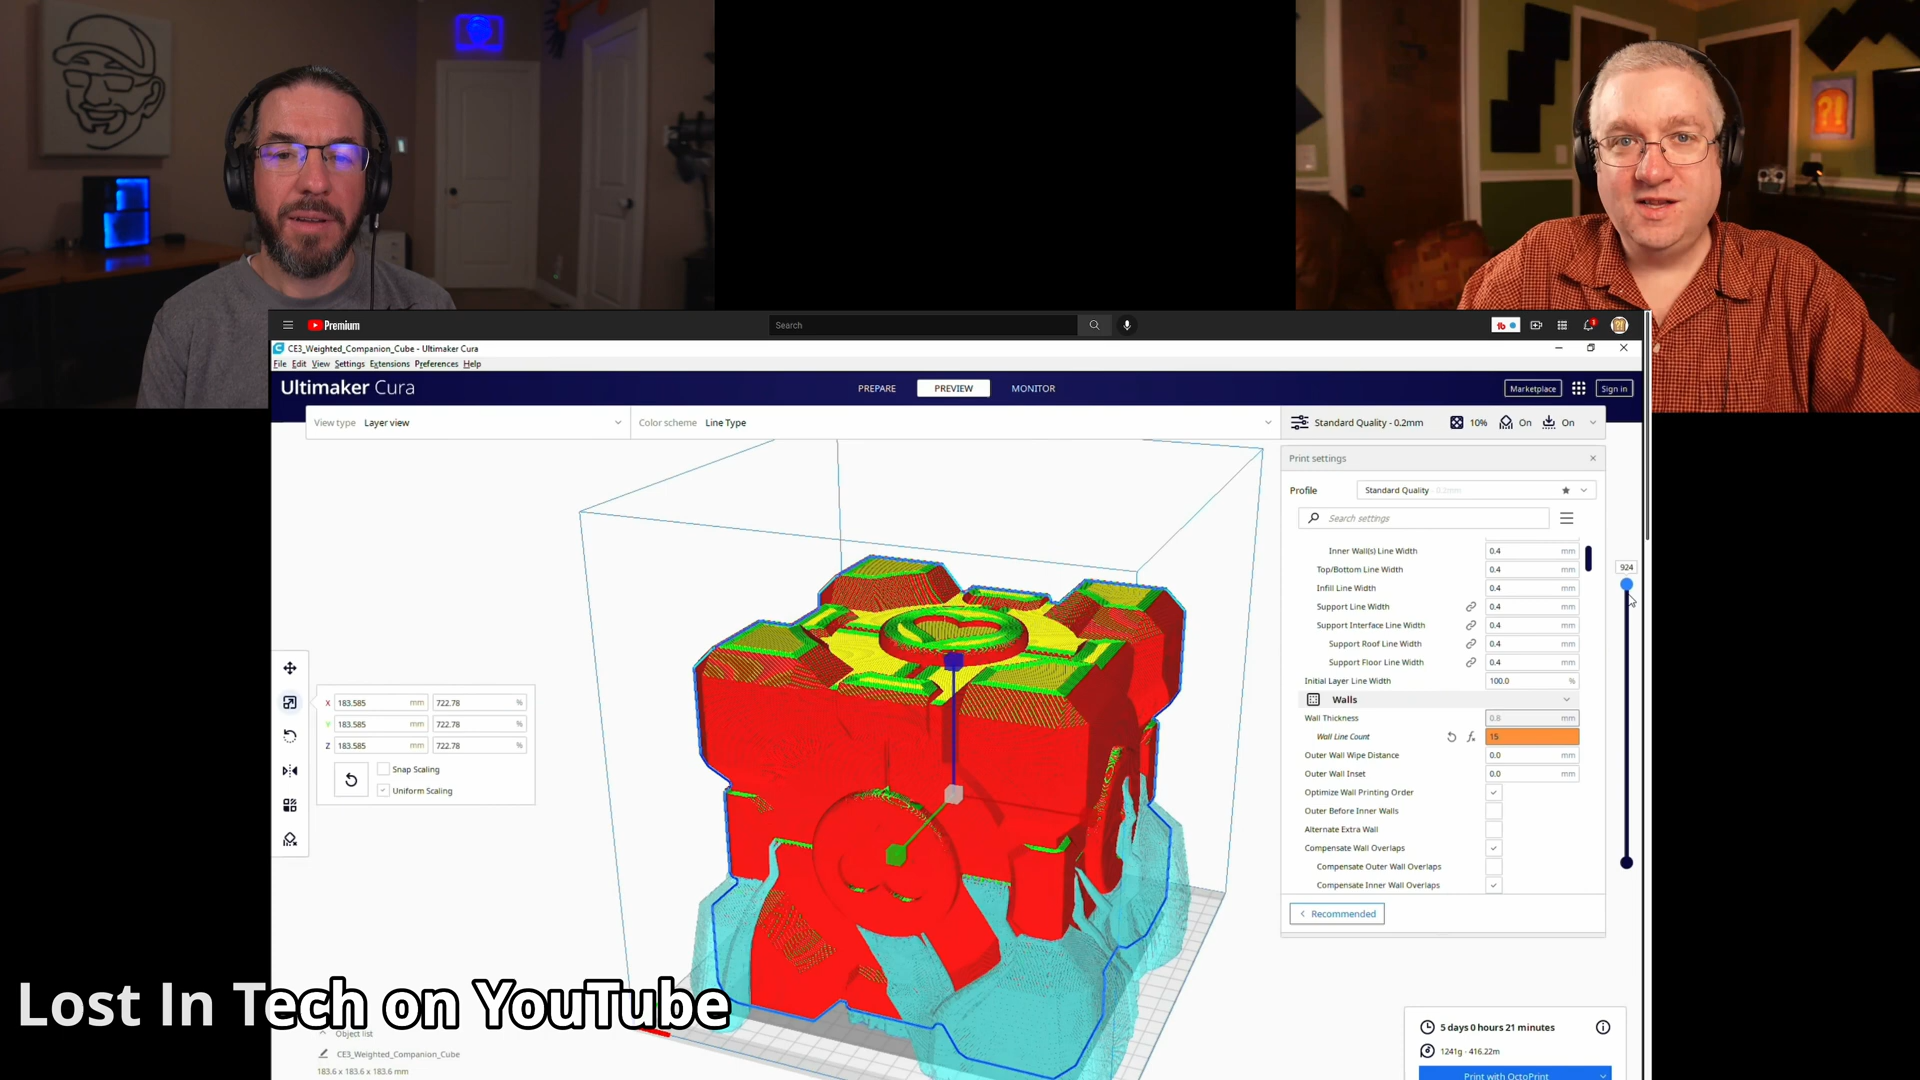 Premium
Search
1
CE3_Weighted_Companion_Cube - Ultimaker Cura
File Edit View Settings Extensions Preferences Help
Ultimaker Cura
PREPARE
PREVIEW
MONITOR
Marketplace
Sign in
View type Layer view
Color scheme Line Type
Standard Quality - 0.2mm
10%
On
On
Print settings
Profile
Standard Quality - 0.2mm
Search settings
Inner Wall(s) Line Width 0.4 mm
Top/Bottom Line Width 0.4 mm
Infill Line Width 0.4 mm
Support Line Width 0.4 mm
Support Interface Line Width 0.4 mm
Support Roof Line Width 0.4 mm
Support Floor Line Width 0.4 mm
Initial Layer Line Width 100.0 %
Walls
Wall Thickness 0.8 mm
Wall Line Count 15
Outer Wall Wipe Distance 0.0 mm
Outer Wall Inset 0.0 mm
Optimize Wall Printing Order
Outer Before Inner Walls
Alternate Extra Wall
Compensate Wall Overlaps
Compensate Outer Wall Overlaps
Compensate Inner Wall Overlaps
Recommended
924
X 183.585 mm 722.78 %
Y 183.585 mm 722.78 %
Z 183.585 mm 722.78 %
Snap Scaling
Uniform Scaling
Lost In Tech on YouTube
Object list
CE3_Weighted_Companion_Cube
183.6 x 183.6 x 183.6 mm
5 days 0 hours 21 minutes
1241g · 416.22m
Print with OctoPrint